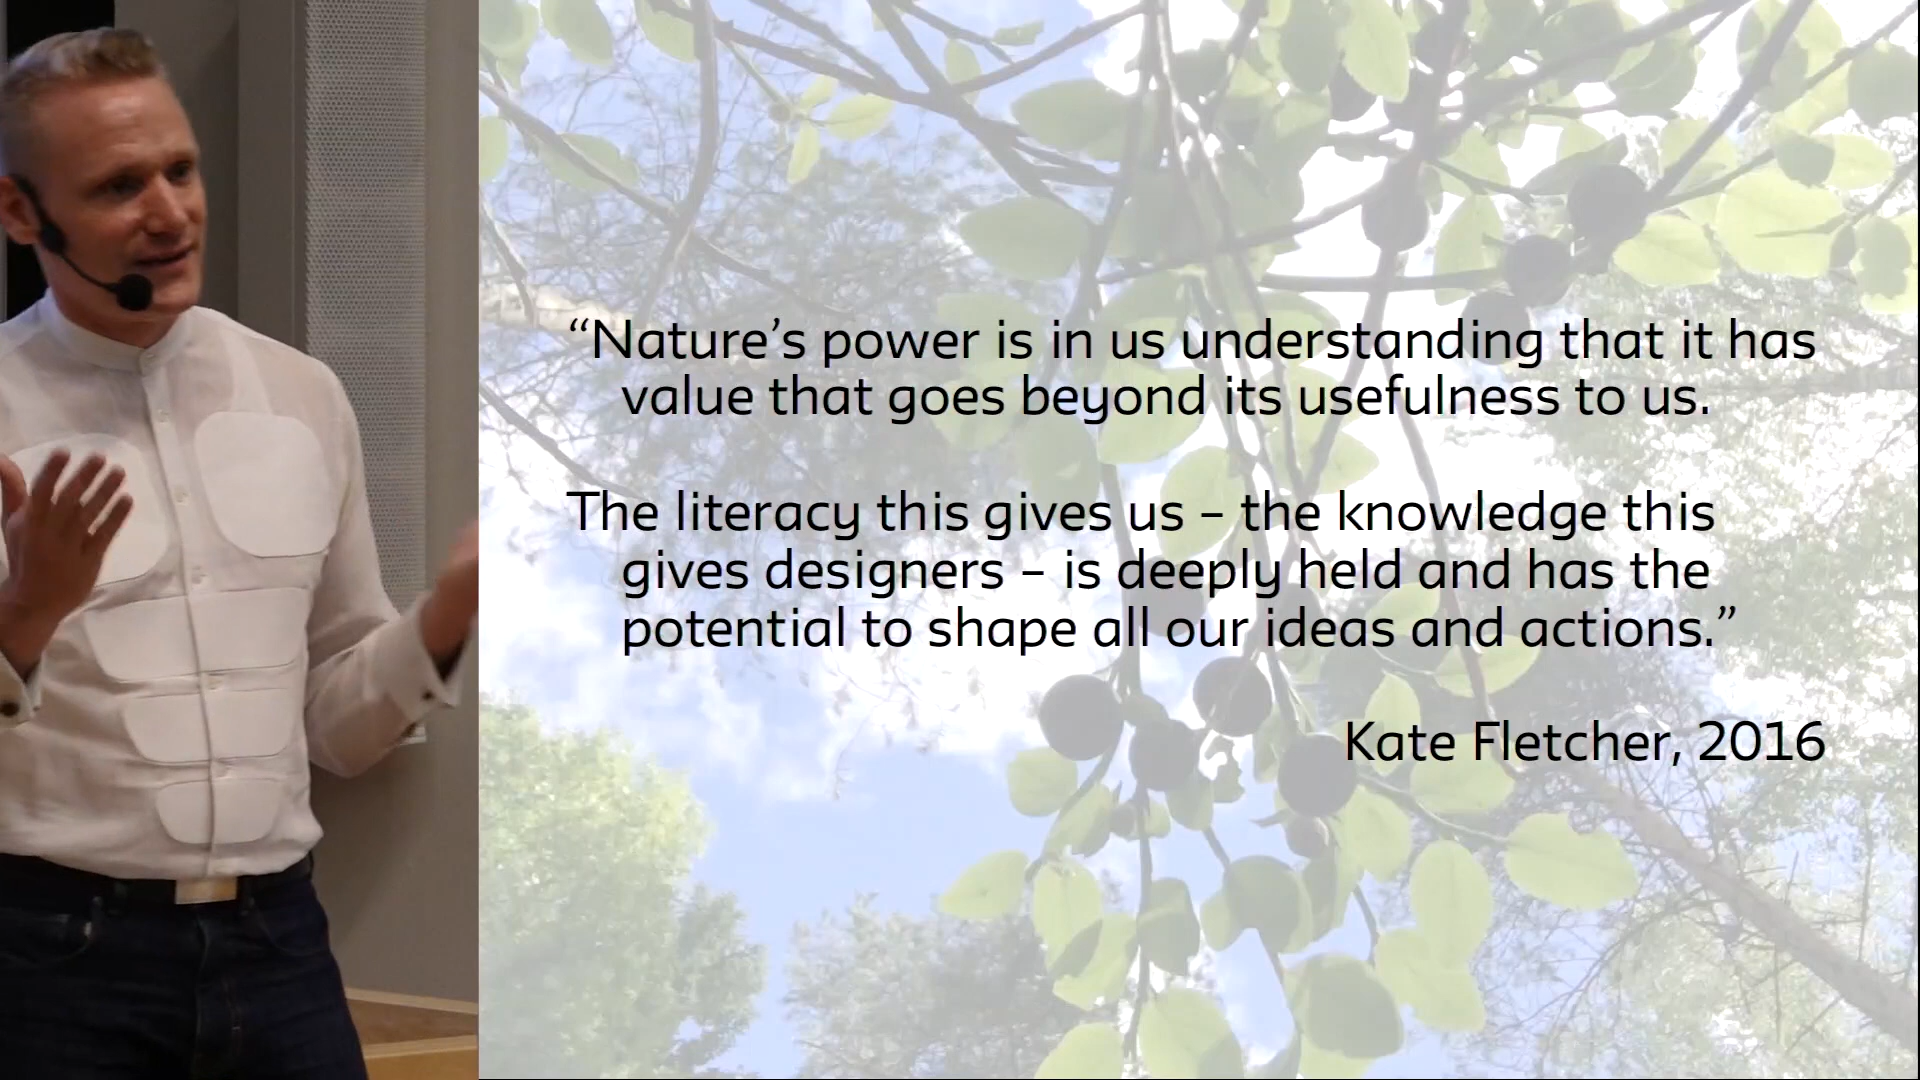 “Nature’s power is in us understanding that it has
value that goes beyond its usefulness to us.
The literacy this gives us – the knowledge this
gives designers – is deeply held and has the
potential to shape all our ideas and actions.”
Kate Fletcher, 2016